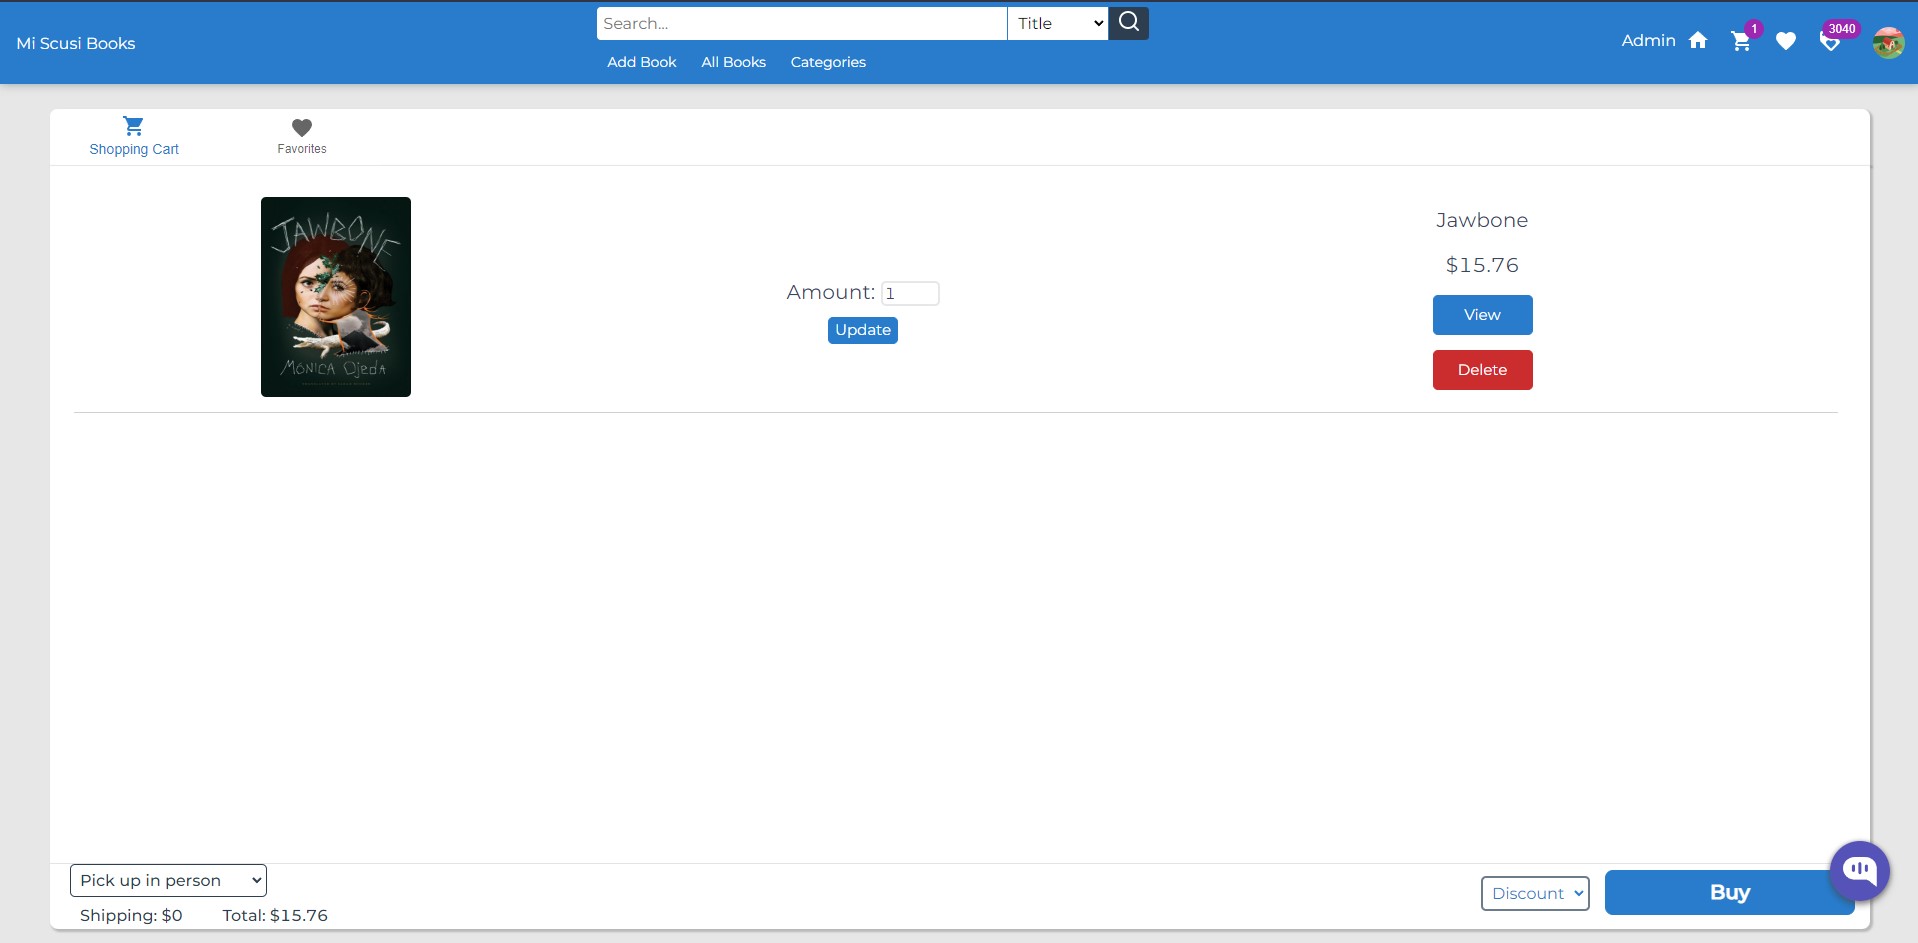 Mi Scusi Books
Search...
Title
Add Book
All Books
Categories
Admin
1
3040
Shopping Cart
Favorites
JAWBONE
MÓNICA OJEDA
Amount: 1
Update
Jawbone
$15.76
View
Delete
Pick up in person
Shipping: $0
Total: $15.76
Discount
Buy